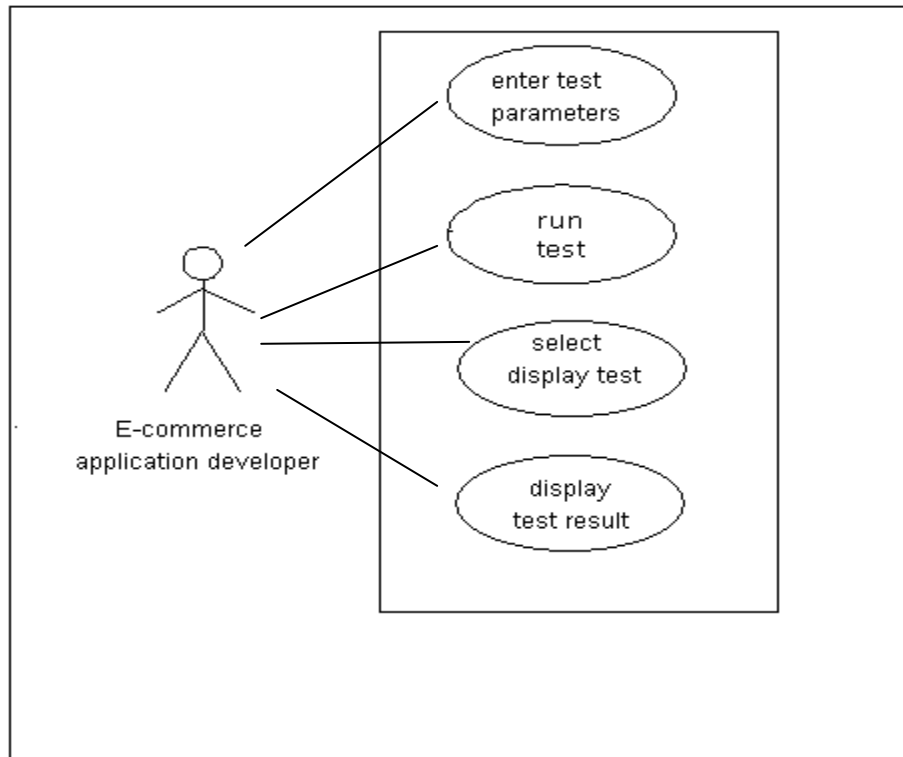 enter test
parameters
run
test
select
display test
E-commerce
application developer
display
test result